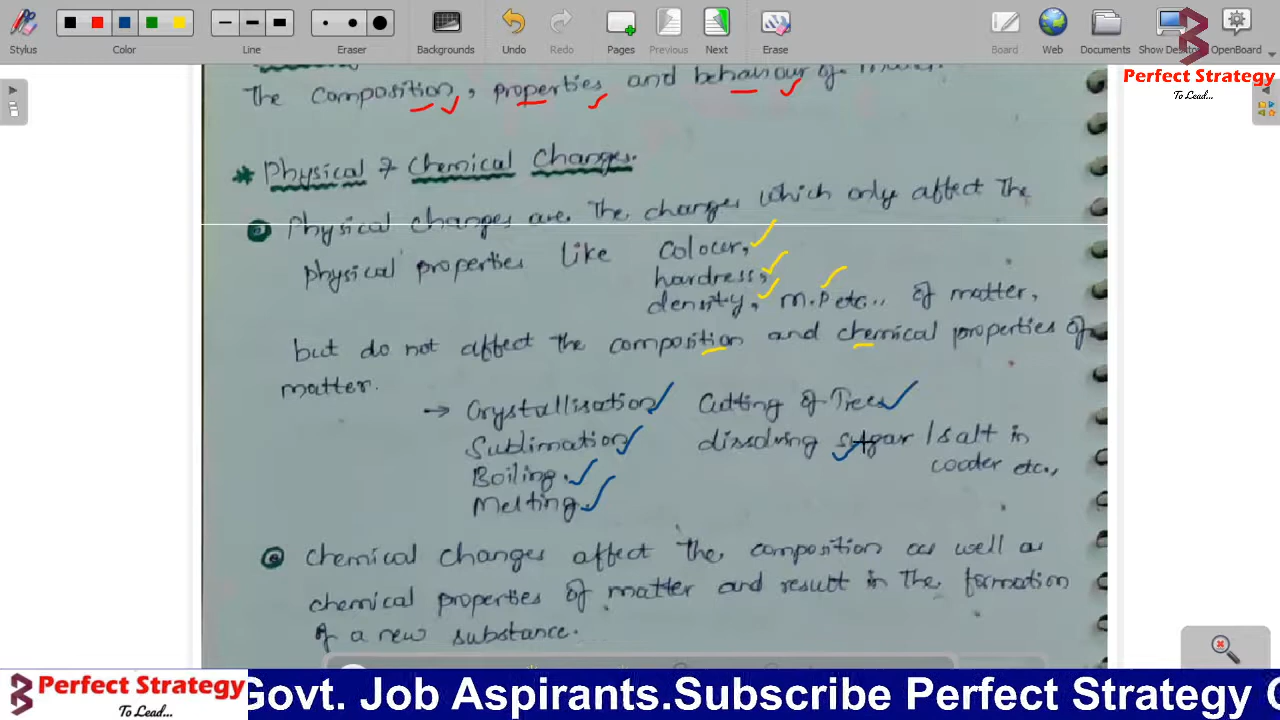 Stylus Color Line Eraser Backgrounds Undo Redo Pages Previous Next Erase Board Web Documents Show Desktop OpenBoard
Perfect Strategy
To Lead...
The composition, properties and behaviour of matter.
* Physical & Chemical Changes.
Physical changes are the changes which only affect the
physical properties like colour,
hardness,
density, m.p etc., of matter,
but do not affect the composition and chemical properties of
matter.
→ Crystallisation Cutting of Trees
Sublimation dissolving sugar / salt in
Boiling. water etc.,
Melting.
Chemical changes affect the composition as well as
chemical properties of matter and result in the formation
of a new substance.
Perfect Strategy
To Lead...
Govt. Job Aspirants.Subscribe Perfect Strategy